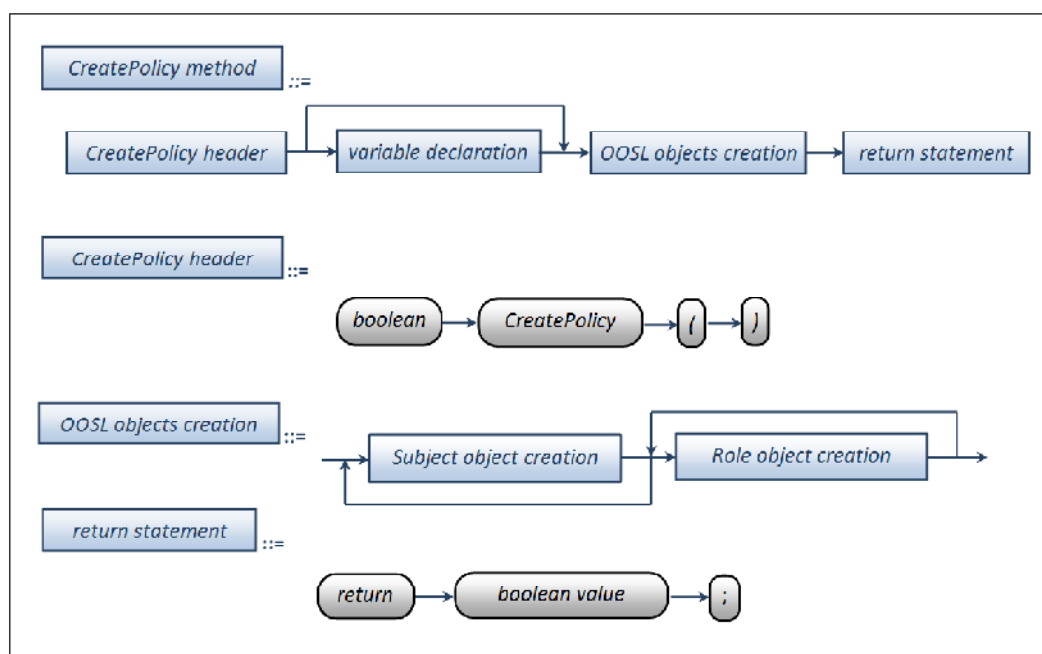 CreatePolicy method ::=
CreatePolicy header variable declaration OOSL objects creation return statement
CreatePolicy header ::=
boolean CreatePolicy ( )
OOSL objects creation ::=
Subject object creation Role object creation
return statement ::=
return boolean value ;